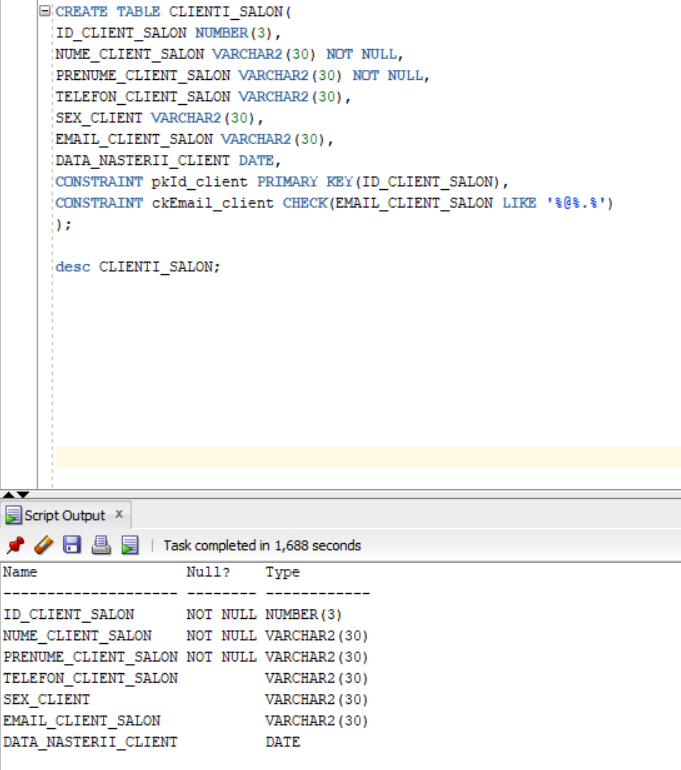 CREATE TABLE CLIENTI_SALON(
ID_CLIENT_SALON NUMBER(3),
NUME_CLIENT_SALON VARCHAR2(30) NOT NULL,
PRENUME_CLIENT_SALON VARCHAR2(30) NOT NULL,
TELEFON_CLIENT_SALON VARCHAR2(30),
SEX_CLIENT VARCHAR2(30),
EMAIL_CLIENT_SALON VARCHAR2(30),
DATA_NASTERII_CLIENT DATE,
CONSTRAINT pkId_client PRIMARY KEY(ID_CLIENT_SALON),
CONSTRAINT ckEmail_client CHECK(EMAIL_CLIENT_SALON LIKE '%@%.%')
);
desc CLIENTI_SALON;
Script Output x
Task completed in 1,688 seconds
Name Null? Type
-------------------- -------- ------------
ID_CLIENT_SALON NOT NULL NUMBER(3)
NUME_CLIENT_SALON NOT NULL VARCHAR2(30)
PRENUME_CLIENT_SALON NOT NULL VARCHAR2(30)
TELEFON_CLIENT_SALON VARCHAR2(30)
SEX_CLIENT VARCHAR2(30)
EMAIL_CLIENT_SALON VARCHAR2(30)
DATA_NASTERII_CLIENT DATE